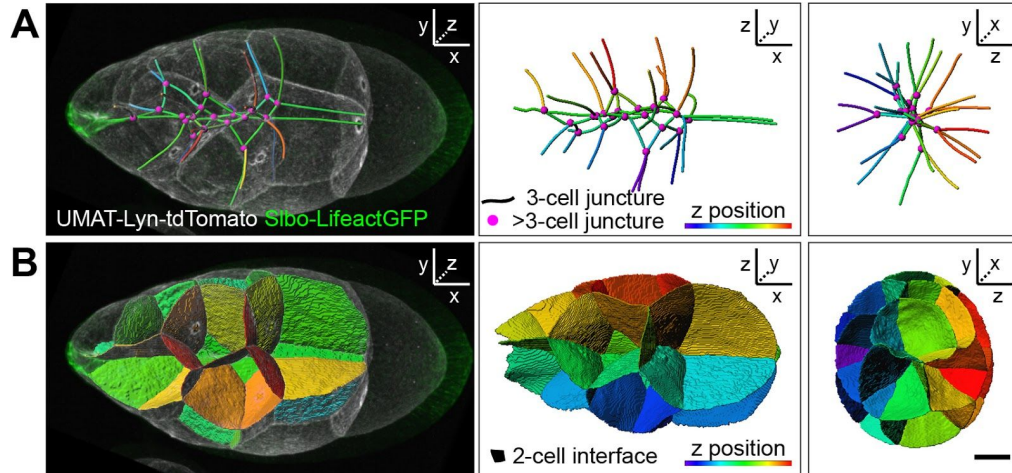 A
y z
x
z y
x
y x
z
UMAT-Lyn-tdTomato Slbo-LifeactGFP
3-cell juncture
>3-cell juncture
z position
B
y z
x
z y
x
y x
z
2-cell interface
z position